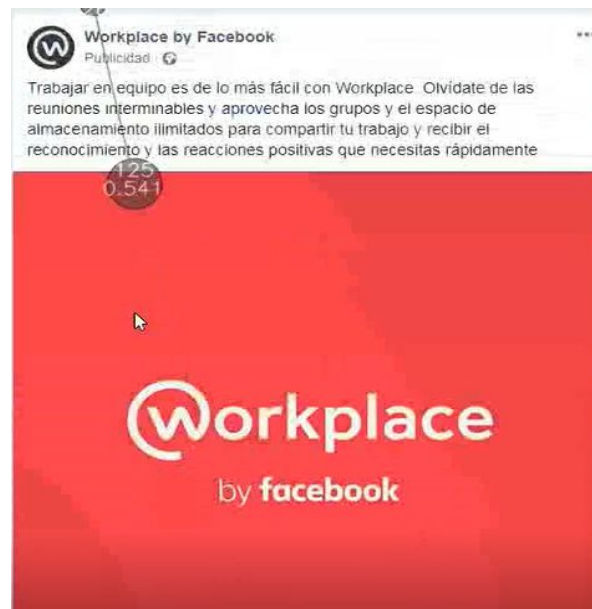 Workplace by Facebook
Publicidad
Trabajar en equipo es de lo más fácil con Workplace. Olvídate de las
reuniones interminables y aprovecha los grupos y el espacio de
almacenamiento ilimitados para compartir tu trabajo y recibir el
reconocimiento y las reacciones positivas que necesitas rápidamente
125
0.541
Workplace
by facebook